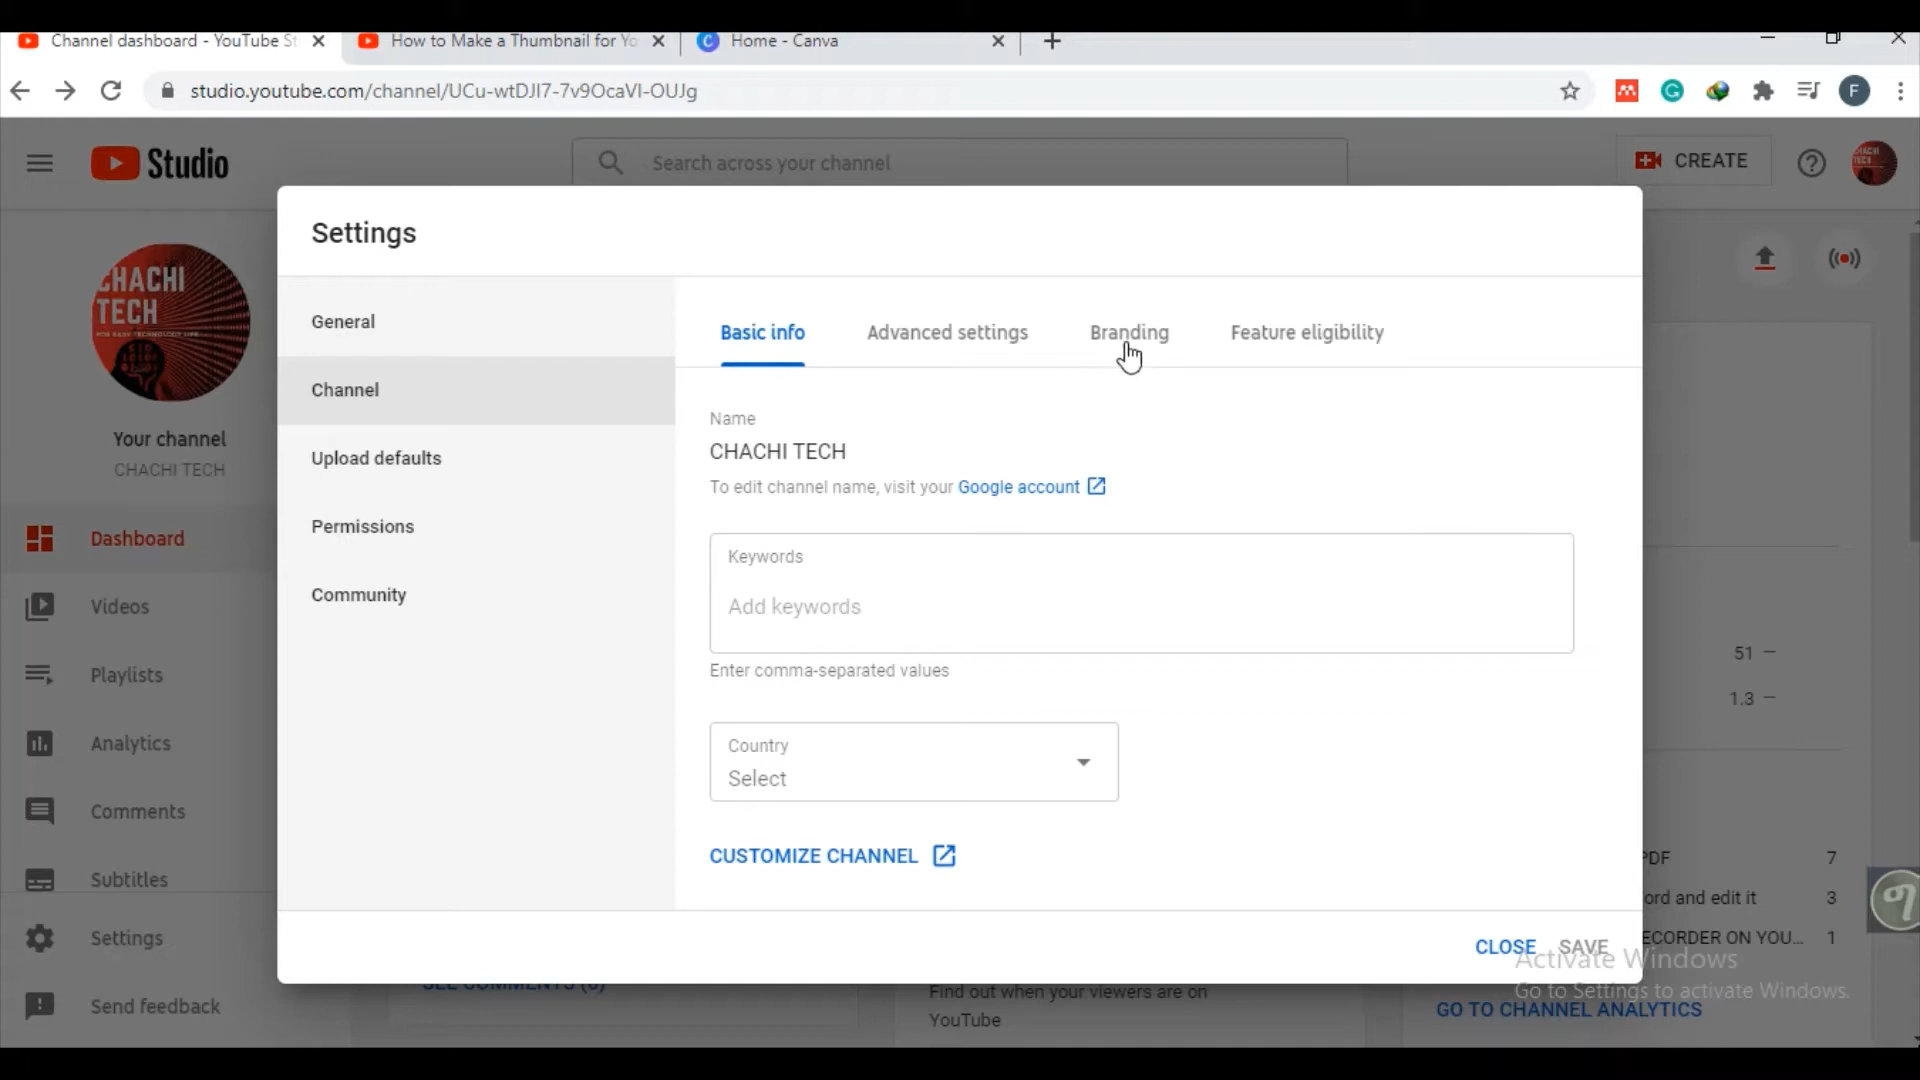 Channel dashboard - YouTube St
How to Make a Thumbnail for Yo
Home - Canva
studio.youtube.com/channel/UCu-wtDJI7-7v9OcaVI-OUJg
F
Studio
Search across your channel
CREATE
CHACHI
TECH
Your channel
CHACHI TECH
Dashboard
Videos
Playlists
Analytics
Comments
Subtitles
Settings
Send feedback
Settings
General
Channel
Upload defaults
Permissions
Community
Basic info
Advanced settings
Branding
Feature eligibility
Name
CHACHI TECH
To edit channel name, visit your Google account
Keywords
Add keywords
Enter comma-separated values
Country
Select
CUSTOMIZE CHANNEL
CLOSE
SAVE
51 —
1.3 —
PDF 7
ord and edit it 3
ECORDER ON YOU... 1
Activate Windows
Go to Settings to activate Windows.
GO TO CHANNEL ANALYTICS
Find out when your viewers are on
YouTube